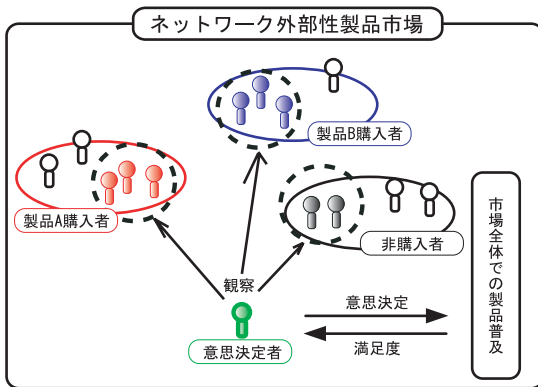 ネットワーク外部性製品市場
製品B購入者
製品A購入者
非購入者
観察
意思決定者
意思決定
満足度
市場全体での製品普及